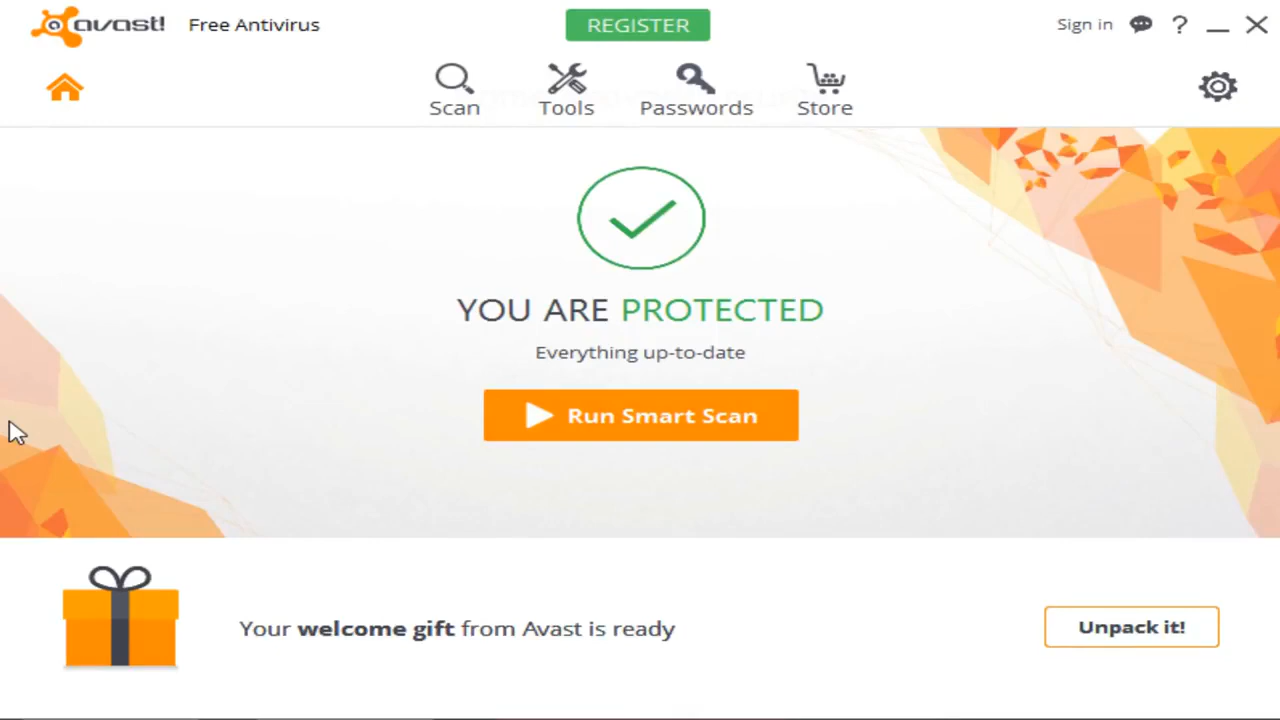 avast! Free Antivirus REGISTER Sign in ?
Scan Tools Passwords Store
YOU ARE PROTECTED
Everything up-to-date
Run Smart Scan
Your welcome gift from Avast is ready Unpack it!